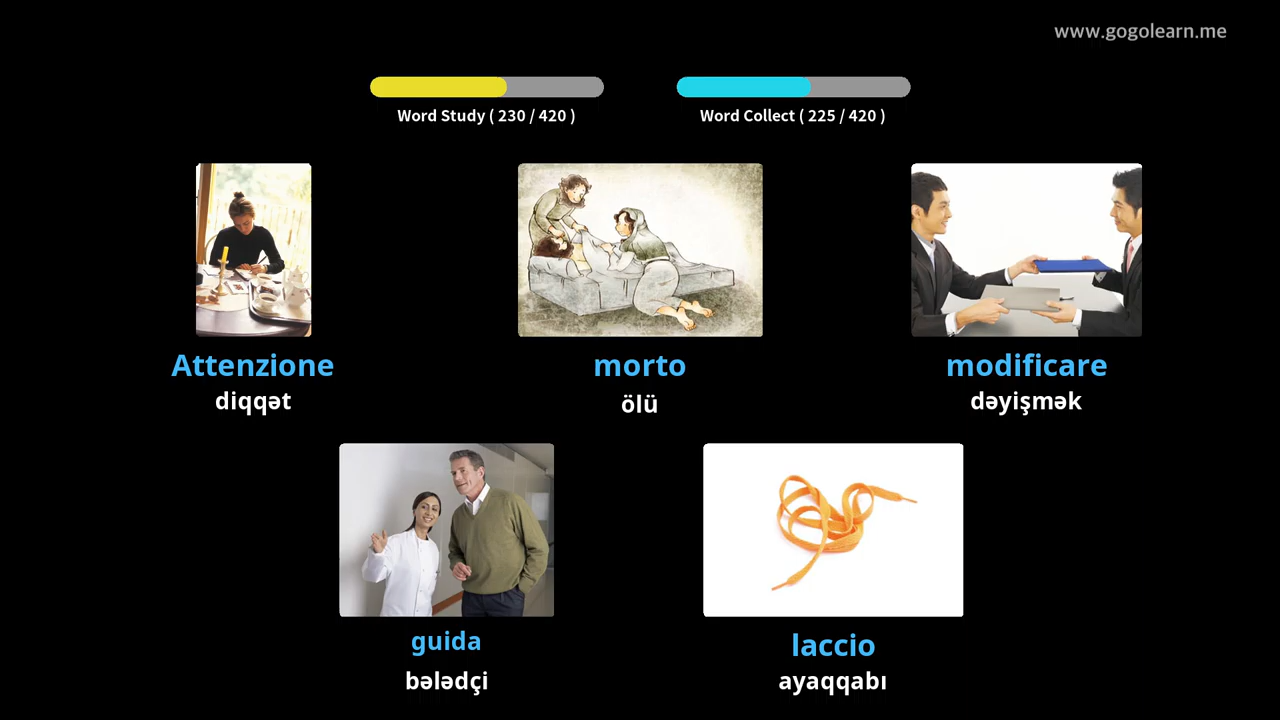 www.gogolearn.me
Word Study ( 230 / 420 )
Word Collect ( 225 / 420 )
Attenzione
diqqət
morto
ölü
modificare
dəyişmək
guida
bələdçi
laccio
ayaqqabı